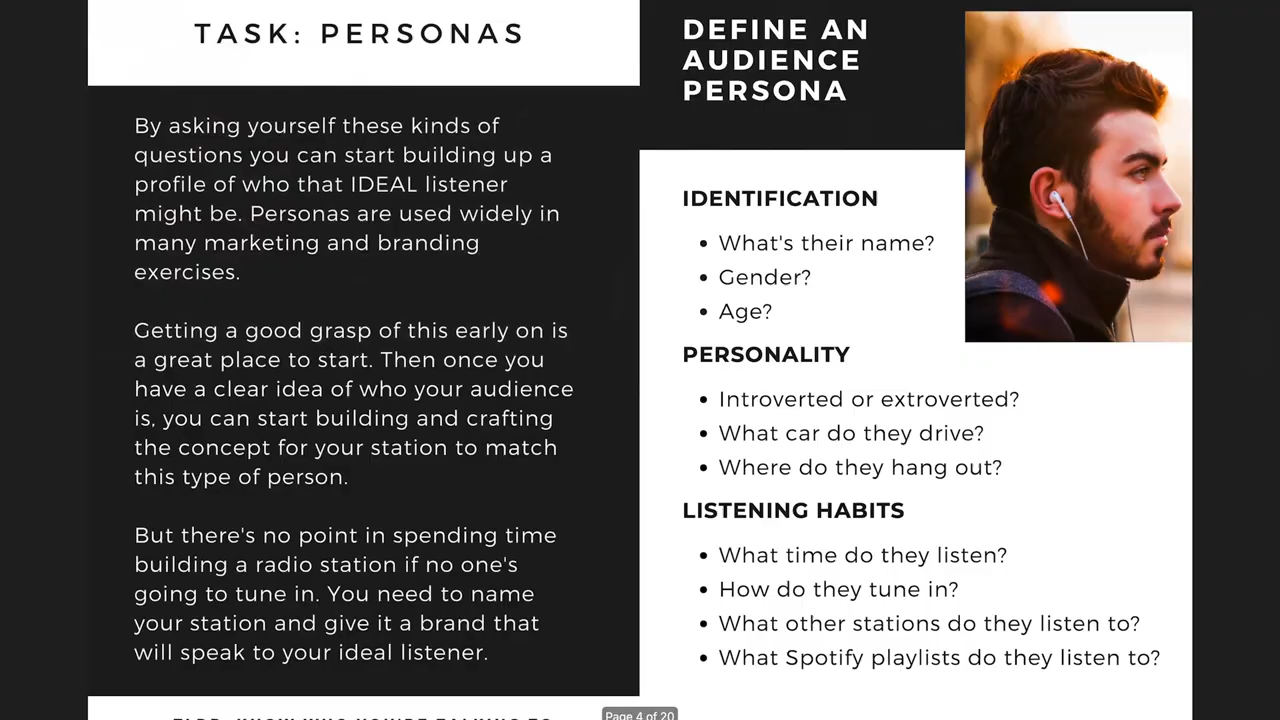 TASK: PERSONAS
By asking yourself these kinds of
questions you can start building up a
profile of who that IDEAL listener
might be. Personas are used widely in
many marketing and branding
exercises.
Getting a good grasp of this early on is
a great place to start. Then once you
have a clear idea of who your audience
is, you can start building and crafting
the concept for your station to match
this type of person.
But there's no point in spending time
building a radio station if no one's
going to tune in. You need to name
your station and give it a brand that
will speak to your ideal listener.
DEFINE AN
AUDIENCE
PERSONA
IDENTIFICATION
• What's their name?
• Gender?
• Age?
PERSONALITY
• Introverted or extroverted?
• What car do they drive?
• Where do they hang out?
LISTENING HABITS
• What time do they listen?
• How do they tune in?
• What other stations do they listen to?
• What Spotify playlists do they listen to?
Page 4 of 20